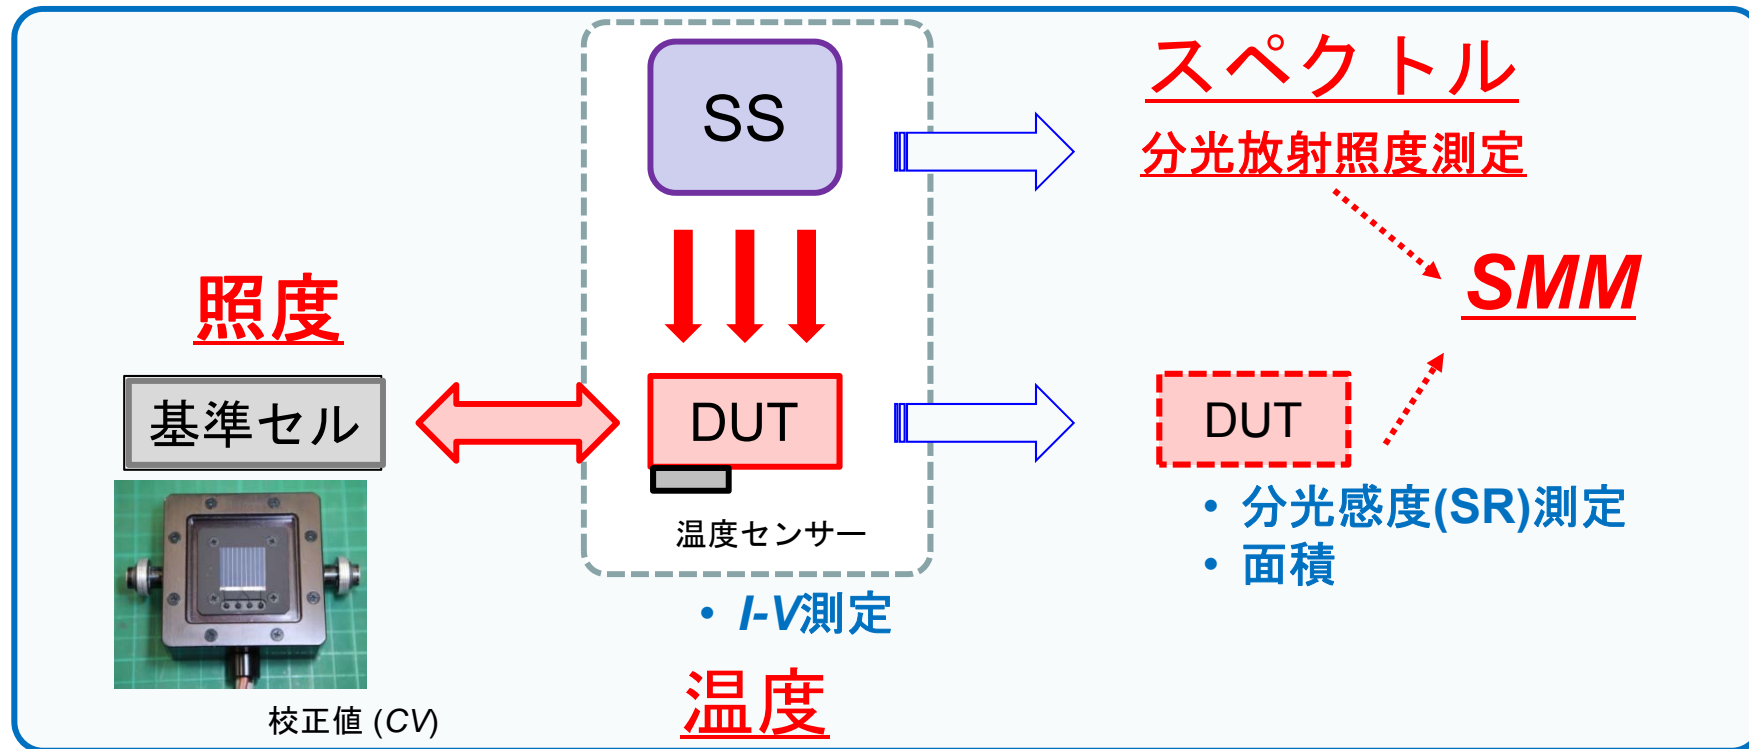 SS
スペクトル
分光放射照度測定
照度
SMM
基準セル
DUT
DUT
温度センサー
• 分光感度(SR)測定
• 面積
• I-V測定
温度
校正値 (CV)